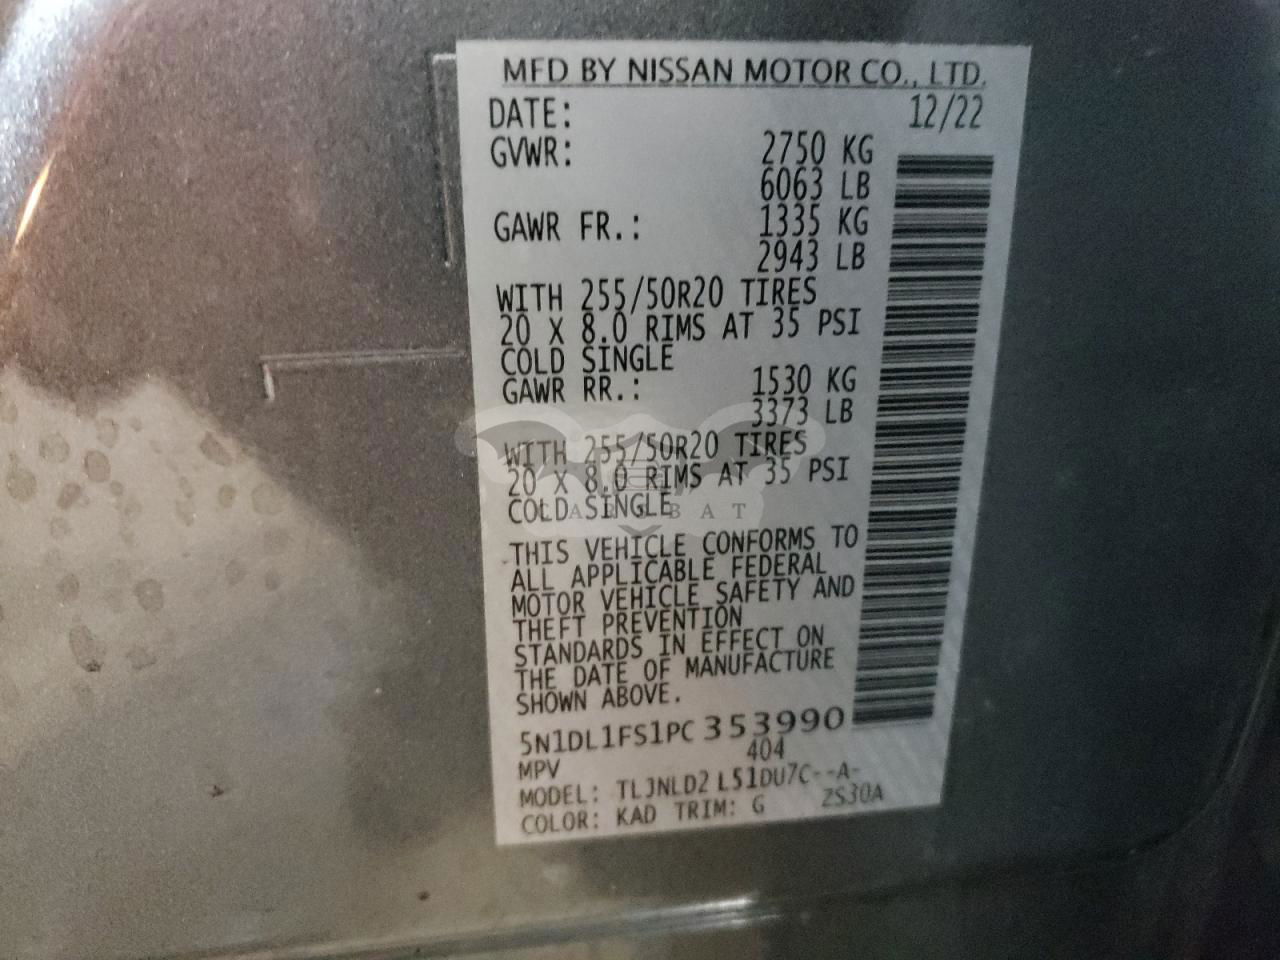 MFD BY NISSAN MOTOR CO., LTD.
DATE: 12/22
GVWR: 2750 KG
6063 LB
GAWR FR.: 1335 KG
2943 LB
WITH 255/50R20 TIRES
20 X 8.0 RIMS AT 35 PSI
COLD SINGLE
GAWR RR.: 1530 KG
3373 LB
WITH 255/50R20 TIRES
20 X 8.0 RIMS AT 35 PSI
COLD SINGLE
CARSBAT
THIS VEHICLE CONFORMS TO
ALL APPLICABLE FEDERAL
MOTOR VEHICLE SAFETY AND
THEFT PREVENTION
STANDARDS IN EFFECT ON
THE DATE OF MANUFACTURE
SHOWN ABOVE.
5N1DL1FS1PC353990
MPV 404
MODEL: TLJNLD2 L51DU7C--A-
COLOR: KAD TRIM: G ZS30A